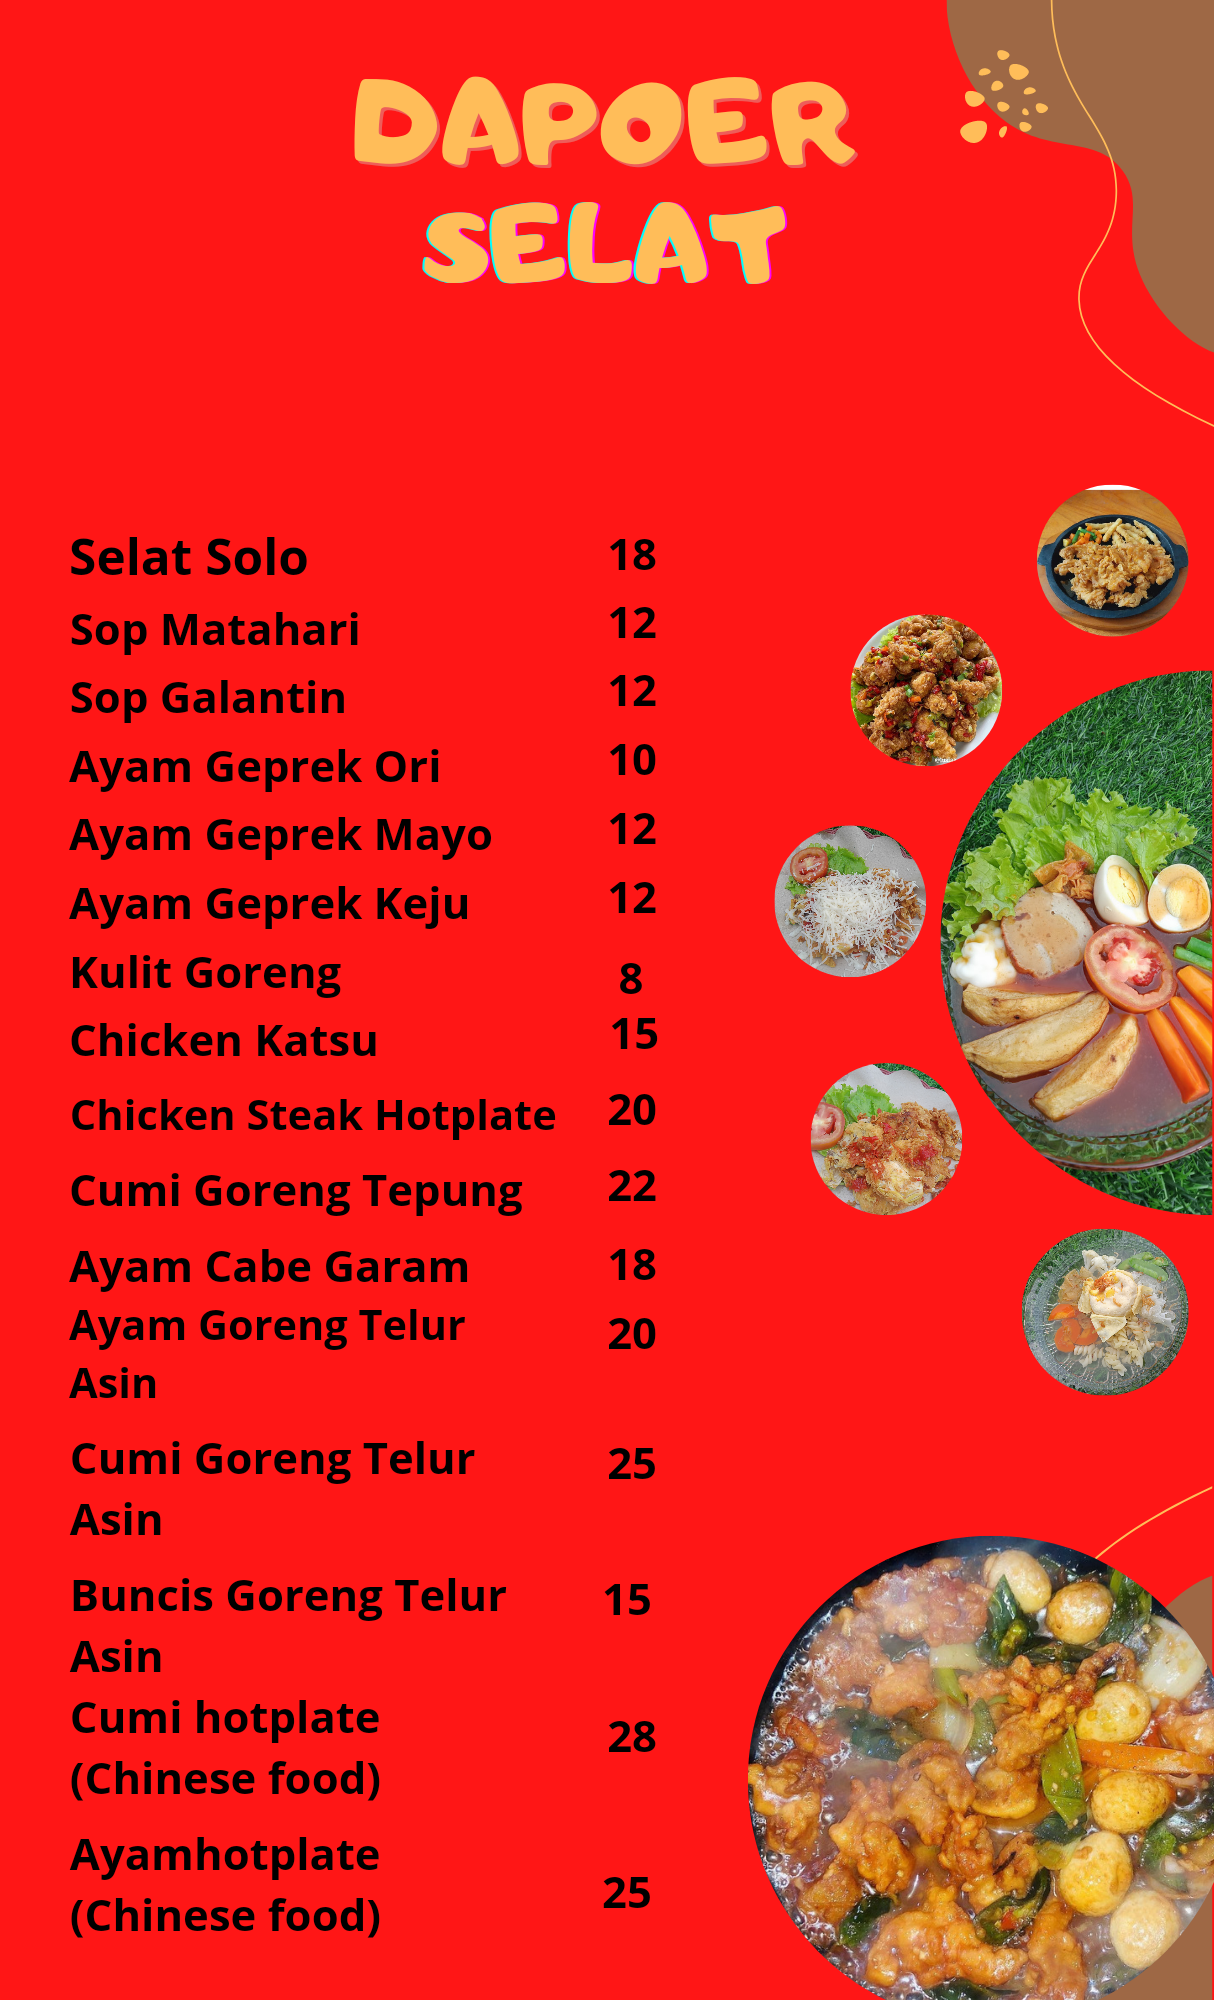 DAPOER
SELAT
Selat Solo 18
Sop Matahari 12
Sop Galantin 12
Ayam Geprek Ori 10
Ayam Geprek Mayo 12
Ayam Geprek Keju 12
Kulit Goreng 8
Chicken Katsu 15
Chicken Steak Hotplate 20
Cumi Goreng Tepung 22
Ayam Cabe Garam 18
Ayam Goreng Telur 20
Asin
Cumi Goreng Telur 25
Asin
Buncis Goreng Telur 15
Asin
Cumi hotplate 28
(Chinese food)
Ayamhotplate 25
(Chinese food)